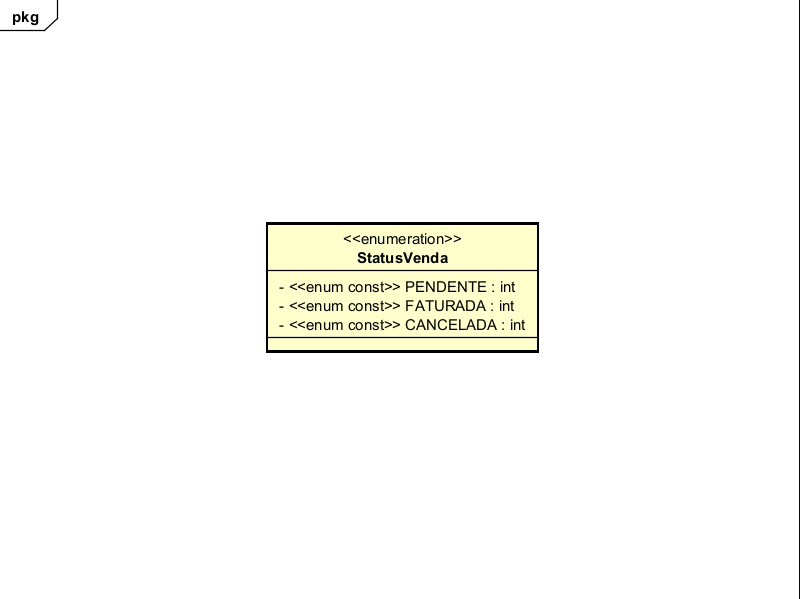 pkg
<<enumeration>>
StatusVenda
- <<enum const>> PENDENTE : int
- <<enum const>> FATURADA : int
- <<enum const>> CANCELADA : int